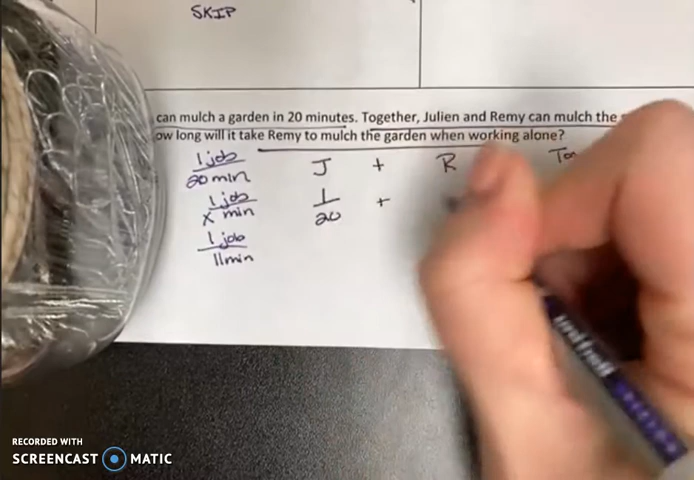 SKIP
can mulch a garden in 20 minutes. Together, Julien and Remy can mulch the
ow long will it take Remy to mulch the garden when working alone?
1 job J + R
20 min
1 job 1 +
x min 20
1 job
11 min
RECORDED WITH
SCREENCAST MATIC